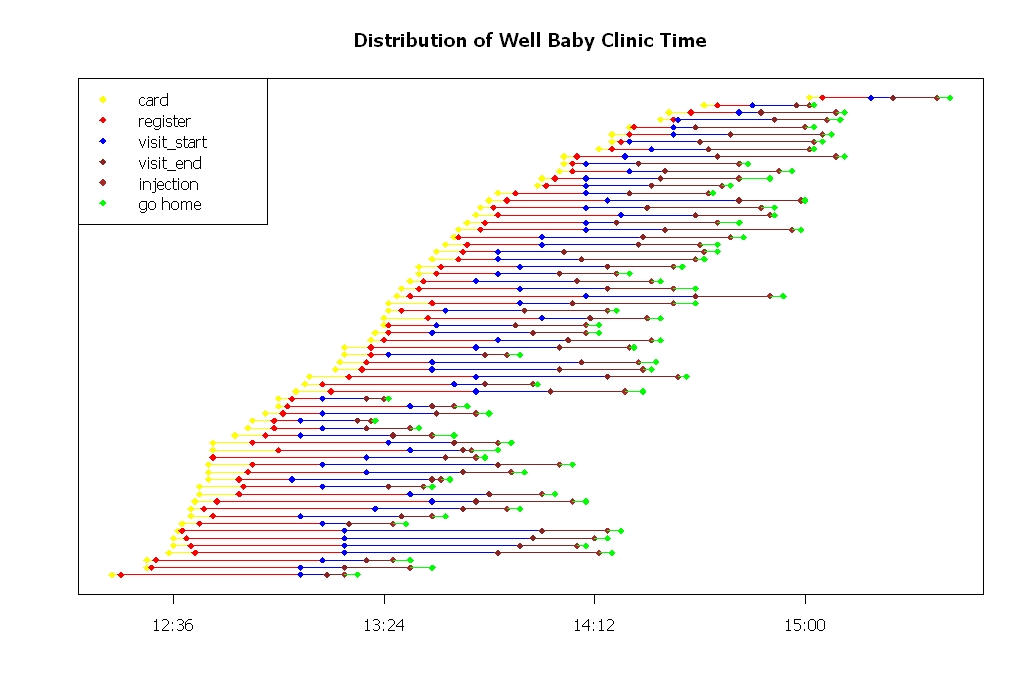 Distribution of Well Baby Clinic Time
card
register
visit_start
visit_end
injection
go home
12:36
13:24
14:12
15:00